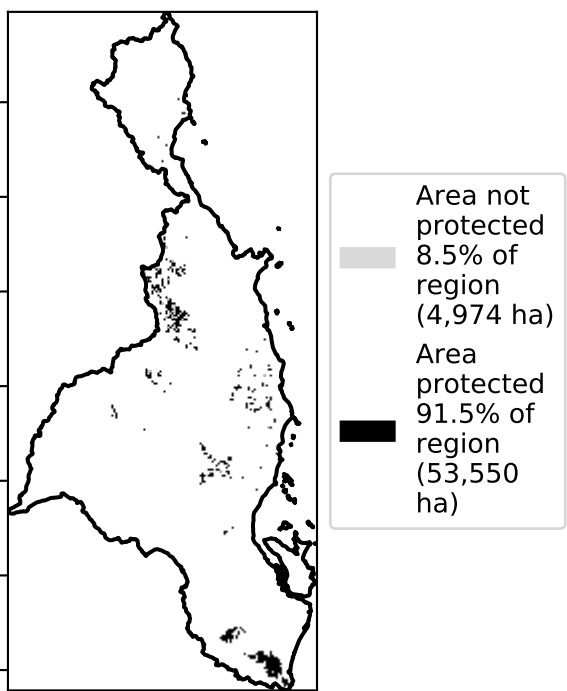 Area not
protected
8.5% of
region
(4,974 ha)
Area
protected
91.5% of
region
(53,550
ha)